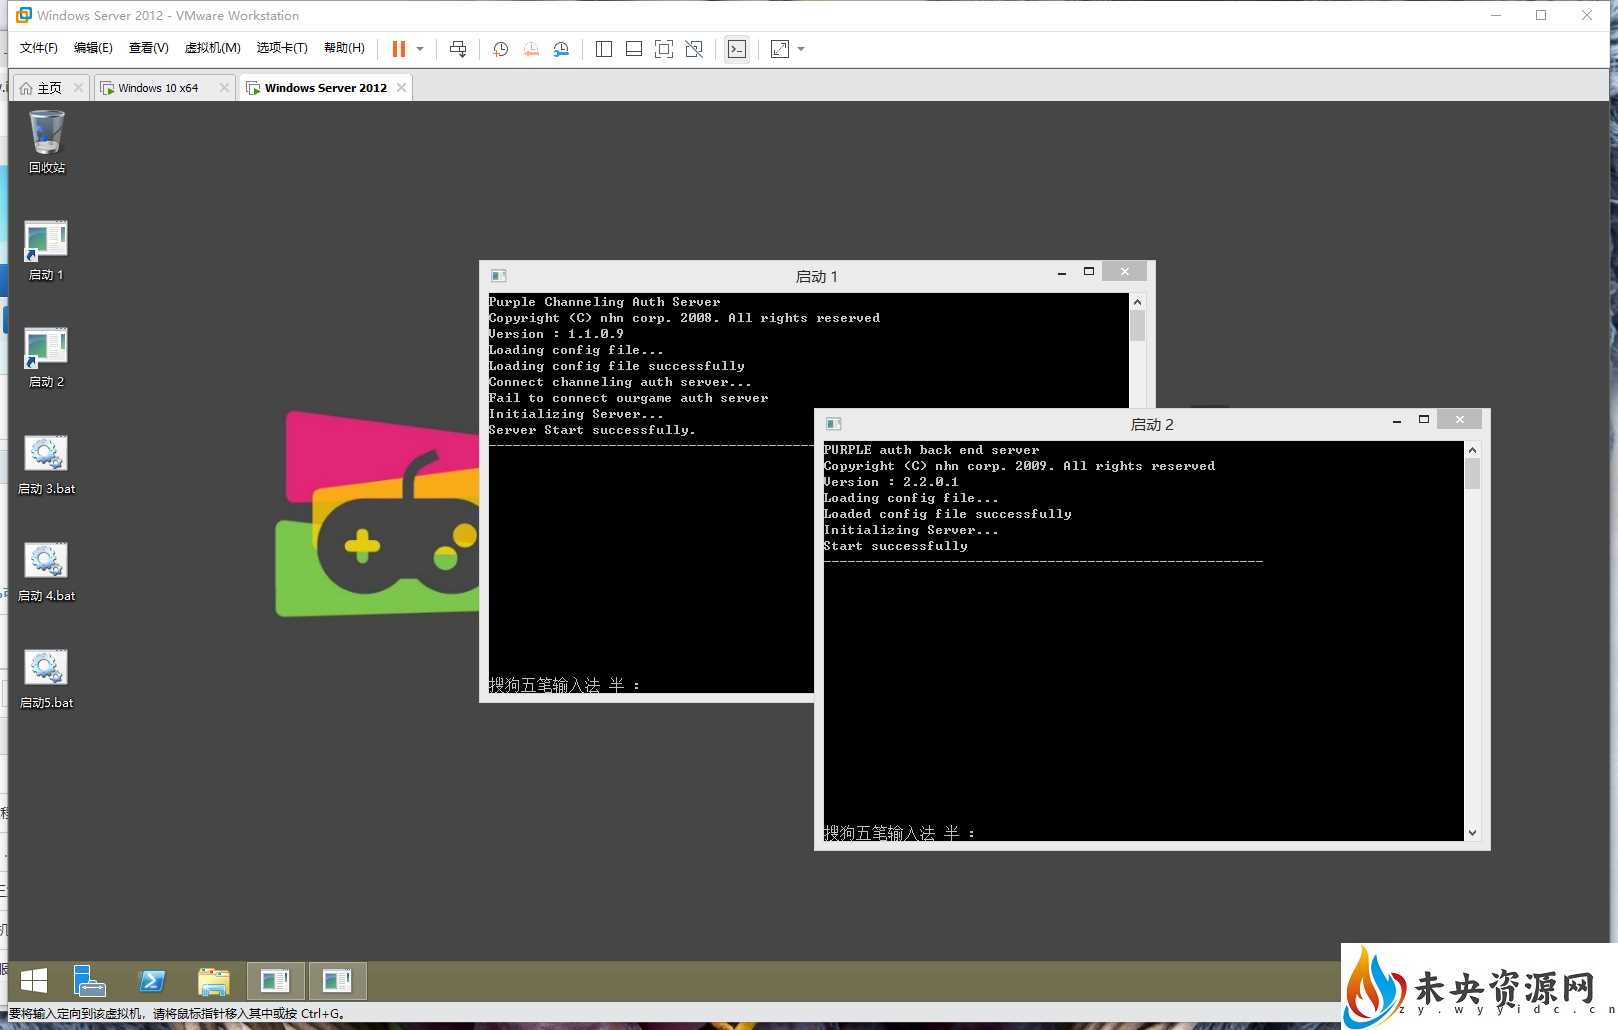 Windows Server 2012 - VMware Workstation
文件(F) 编辑(E) 查看(V) 虚拟机(M) 选项卡(T) 帮助(H)
主页 Windows 10 x64 Windows Server 2012
回收站
启动 1
启动 2
启动 3.bat
启动 4.bat
启动5.bat
启动 1
Purple Channeling Auth Server
Copyright (C) nhn corp. 2008. All rights reserved
Version : 1.1.0.9
Loading config file...
Loading config file successfully
Connect channeling auth server...
Fail to connect ourgame auth server
Initializing Server...
Server Start successfully.
搜狗五笔输入法 半 :
启动 2
PURPLE auth back end server
Copyright (C) nhn corp. 2009. All rights reserved
Version : 2.2.0.1
Loading config file...
Loaded config file successfully
Initializing Server...
Start successfully
搜狗五笔输入法 半 :
要将输入定向到该虚拟机，请将鼠标指针移入其中或按 Ctrl+G。
未央资源网
zy.wyyidc.cn